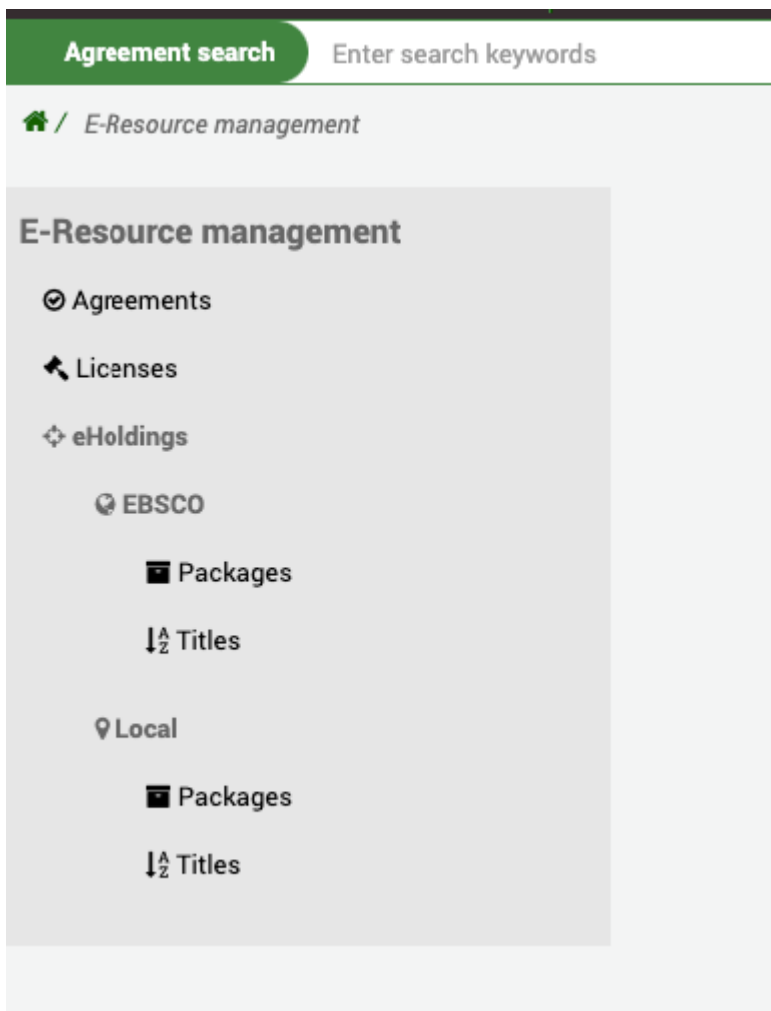 Agreement search Enter search keywords
/ E-Resource management
E-Resource management
Agreements
Licenses
eHoldings
EBSCO
Packages
Titles
Local
Packages
Titles